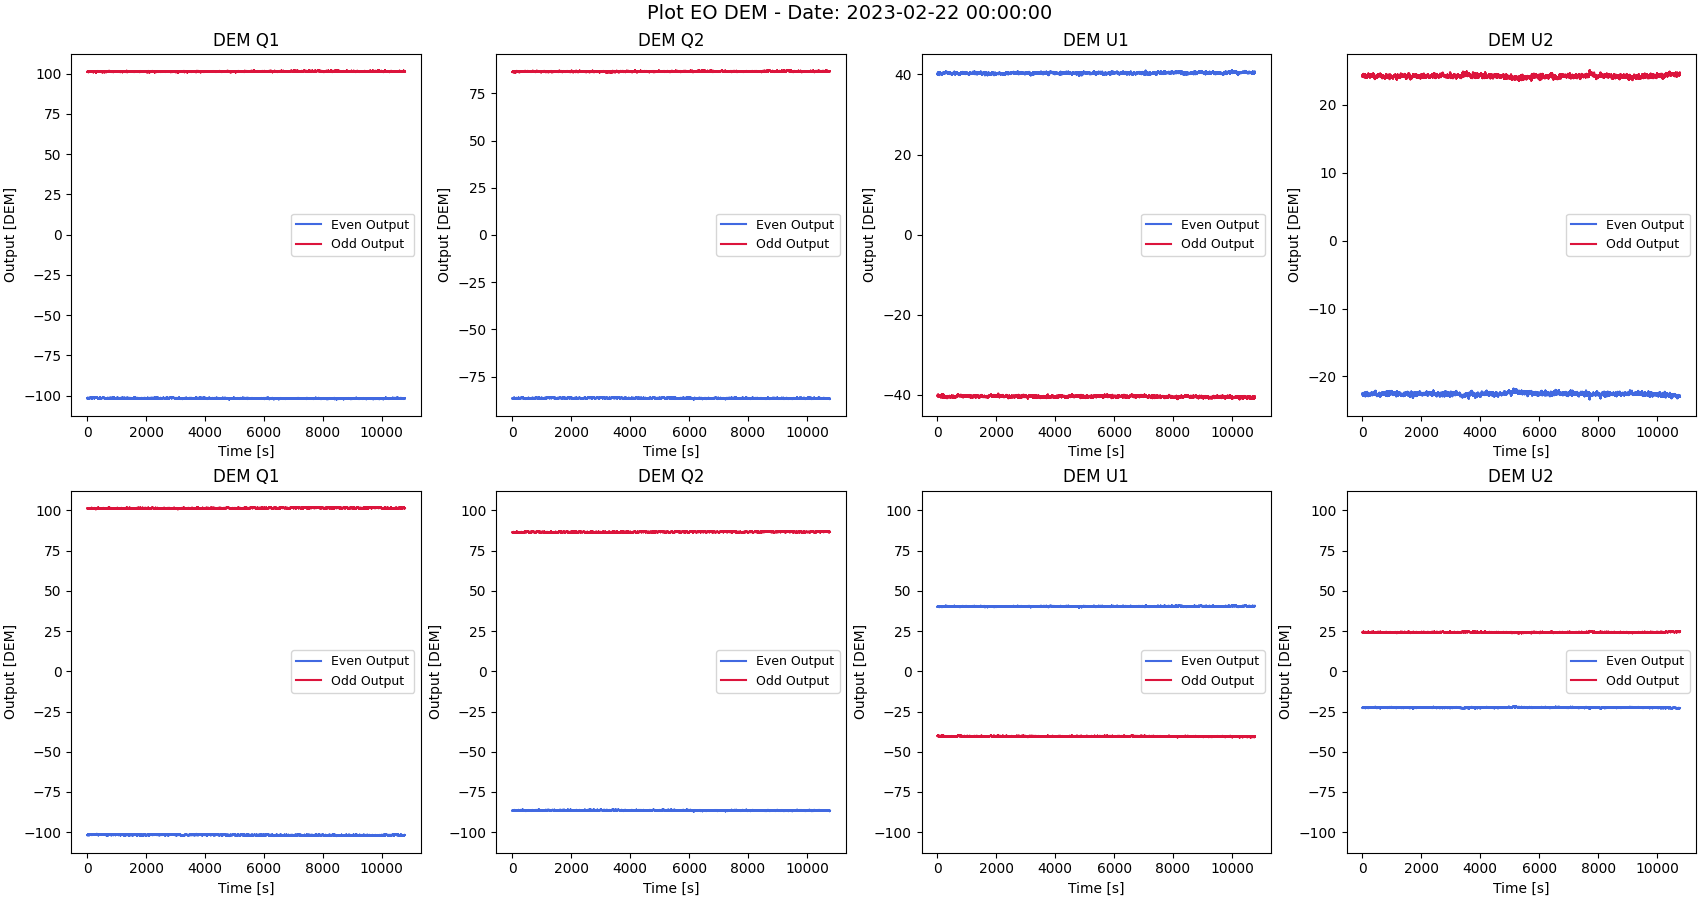 Plot EO DEM - Date: 2023-02-22 00:00:00
DEM Q1
DEM Q2
DEM U1
DEM U2
Output [DEM]
100
75
50
25
0
−25
−50
−75
−100
Even Output
Odd Output
0 2000 4000 6000 8000 10000
Time [s]
Output [DEM]
75
50
25
0
−25
−50
−75
Even Output
Odd Output
0 2000 4000 6000 8000 10000
Time [s]
Output [DEM]
40
20
0
−20
−40
Even Output
Odd Output
0 2000 4000 6000 8000 10000
Time [s]
Output [DEM]
20
10
0
−10
−20
Even Output
Odd Output
0 2000 4000 6000 8000 10000
Time [s]
DEM Q1
DEM Q2
DEM U1
DEM U2
Output [DEM]
100
75
50
25
0
−25
−50
−75
−100
Even Output
Odd Output
0 2000 4000 6000 8000 10000
Time [s]
Output [DEM]
100
75
50
25
0
−25
−50
−75
−100
Even Output
Odd Output
0 2000 4000 6000 8000 10000
Time [s]
Output [DEM]
100
75
50
25
0
−25
−50
−75
−100
Even Output
Odd Output
0 2000 4000 6000 8000 10000
Time [s]
Output [DEM]
100
75
50
25
0
−25
−50
−75
−100
Even Output
Odd Output
0 2000 4000 6000 8000 10000
Time [s]